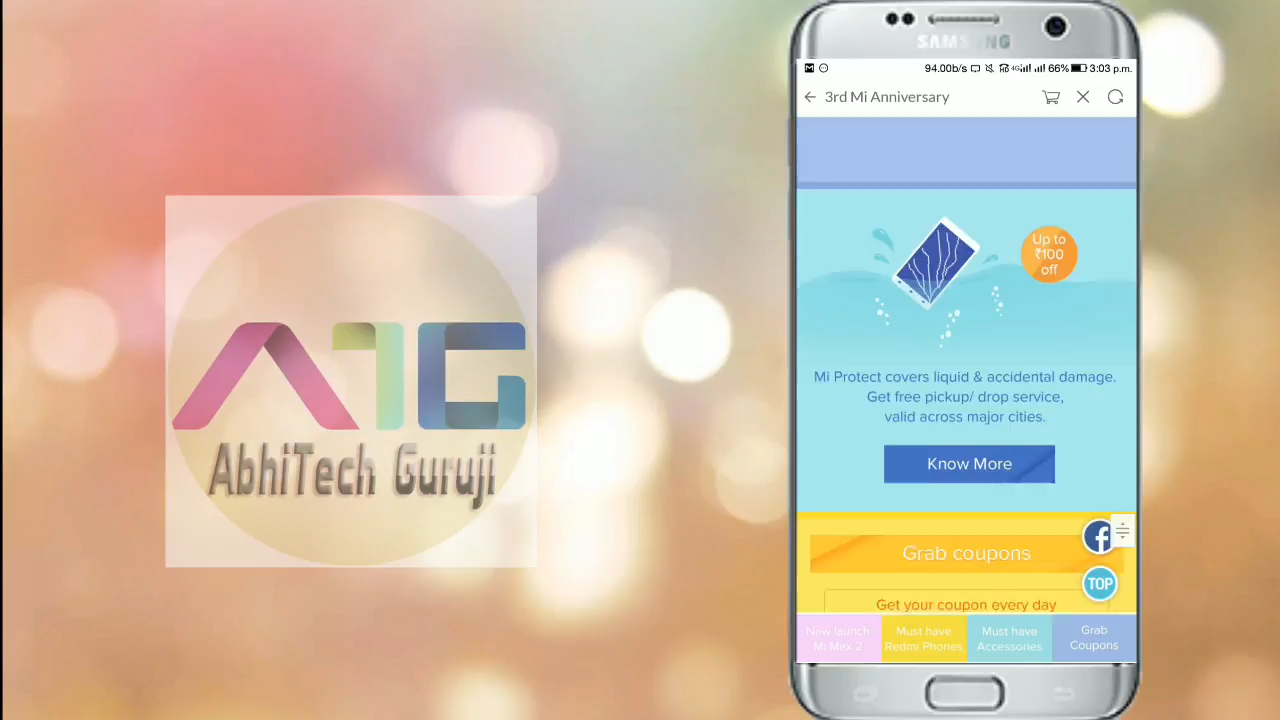 ATG
AbhiTech Guruji
SAMSUNG
94.00b/s 4G 66% 3:03 p.m.
3rd Mi Anniversary
Up to
₹100
off
Mi Protect covers liquid & accidental damage.
Get free pickup/ drop service,
valid across major cities.
Know More
Grab coupons
f
TOP
Get your coupon every day
New launch
Mi Max 2
Must have
Redmi Phones
Must have
Accessories
Grab
Coupons